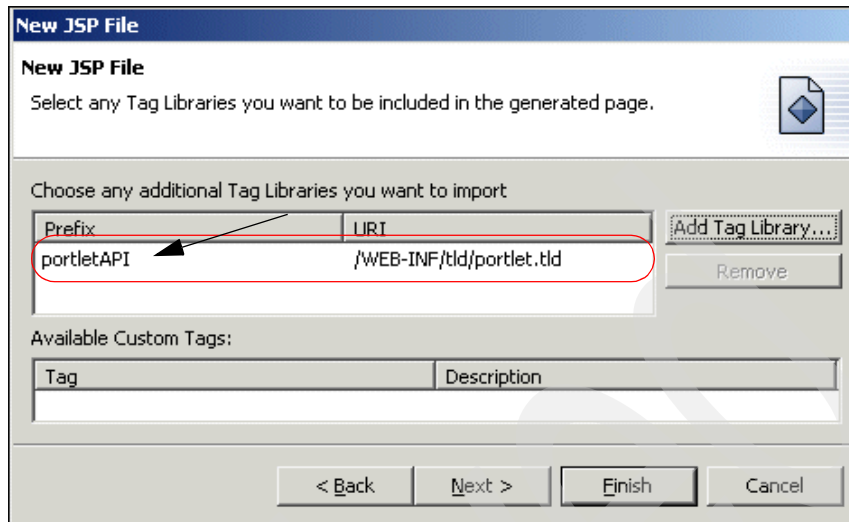 New JSP File
New JSP File
Select any Tag Libraries you want to be included in the generated page.
Choose any additional Tag Libraries you want to import
Prefix URI Add Tag Library...
portletAPI /WEB-INF/tld/portlet.tld Remove
Available Custom Tags:
Tag Description
< Back Next > Finish Cancel